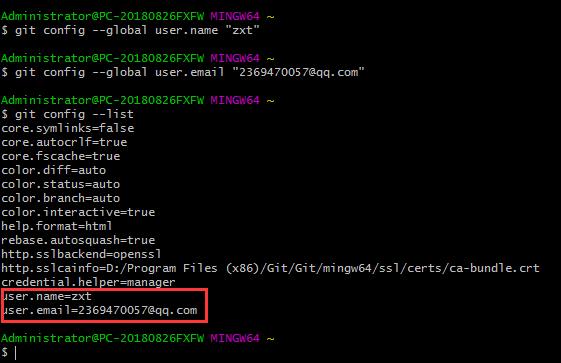 Administrator@PC-20180826FXFW MINGW64 ~
$ git config --global user.name "zxt"
Administrator@PC-20180826FXFW MINGW64 ~
$ git config --global user.email "2369470057@qq.com"
Administrator@PC-20180826FXFW MINGW64 ~
$ git config --list
core.symlinks=false
core.autocrlf=true
core.fscache=true
color.diff=auto
color.status=auto
color.branch=auto
color.interactive=true
help.format=html
rebase.autosquash=true
http.sslbackend=openssl
http.sslcainfo=D:/Program Files (x86)/Git/Git/mingw64/ssl/certs/ca-bundle.crt
credential.helper=manager
user.name=zxt
user.email=2369470057@qq.com
Administrator@PC-20180826FXFW MINGW64 ~
$